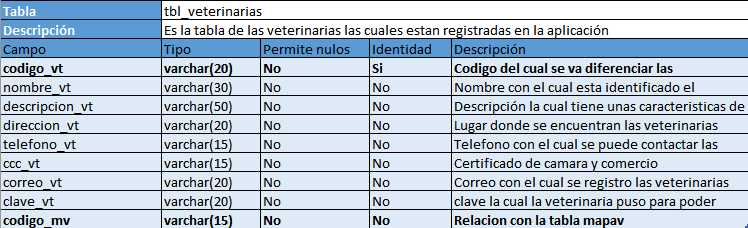 Tabla tbl_veterinarias
Descripción Es la tabla de las veterinarias las cuales estan registradas en la aplicación
Campo Tipo Permite nulos Identidad Descripción
codigo_vt varchar(20) No Si Codigo del cual se va diferenciar las
nombre_vt varchar(30) No No Nombre con el cual esta identificado el
descripcion_vt varchar(50) No No Descripción la cual tiene unas caracteristicas de
direccion_vt varchar(20) No No Lugar donde se encuentran las veterinarias
telefono_vt varchar(15) No No Telefono con el cual se puede contactar las
ccc_vt varchar(15) No No Certificado de camara y comercio
correo_vt varchar(20) No No Correo con el cual se registro las veterinarias
clave_vt varchar(20) No No clave la cual la veterinaria puso para poder
codigo_mv varchar(15) No No Relacion con la tabla mapav